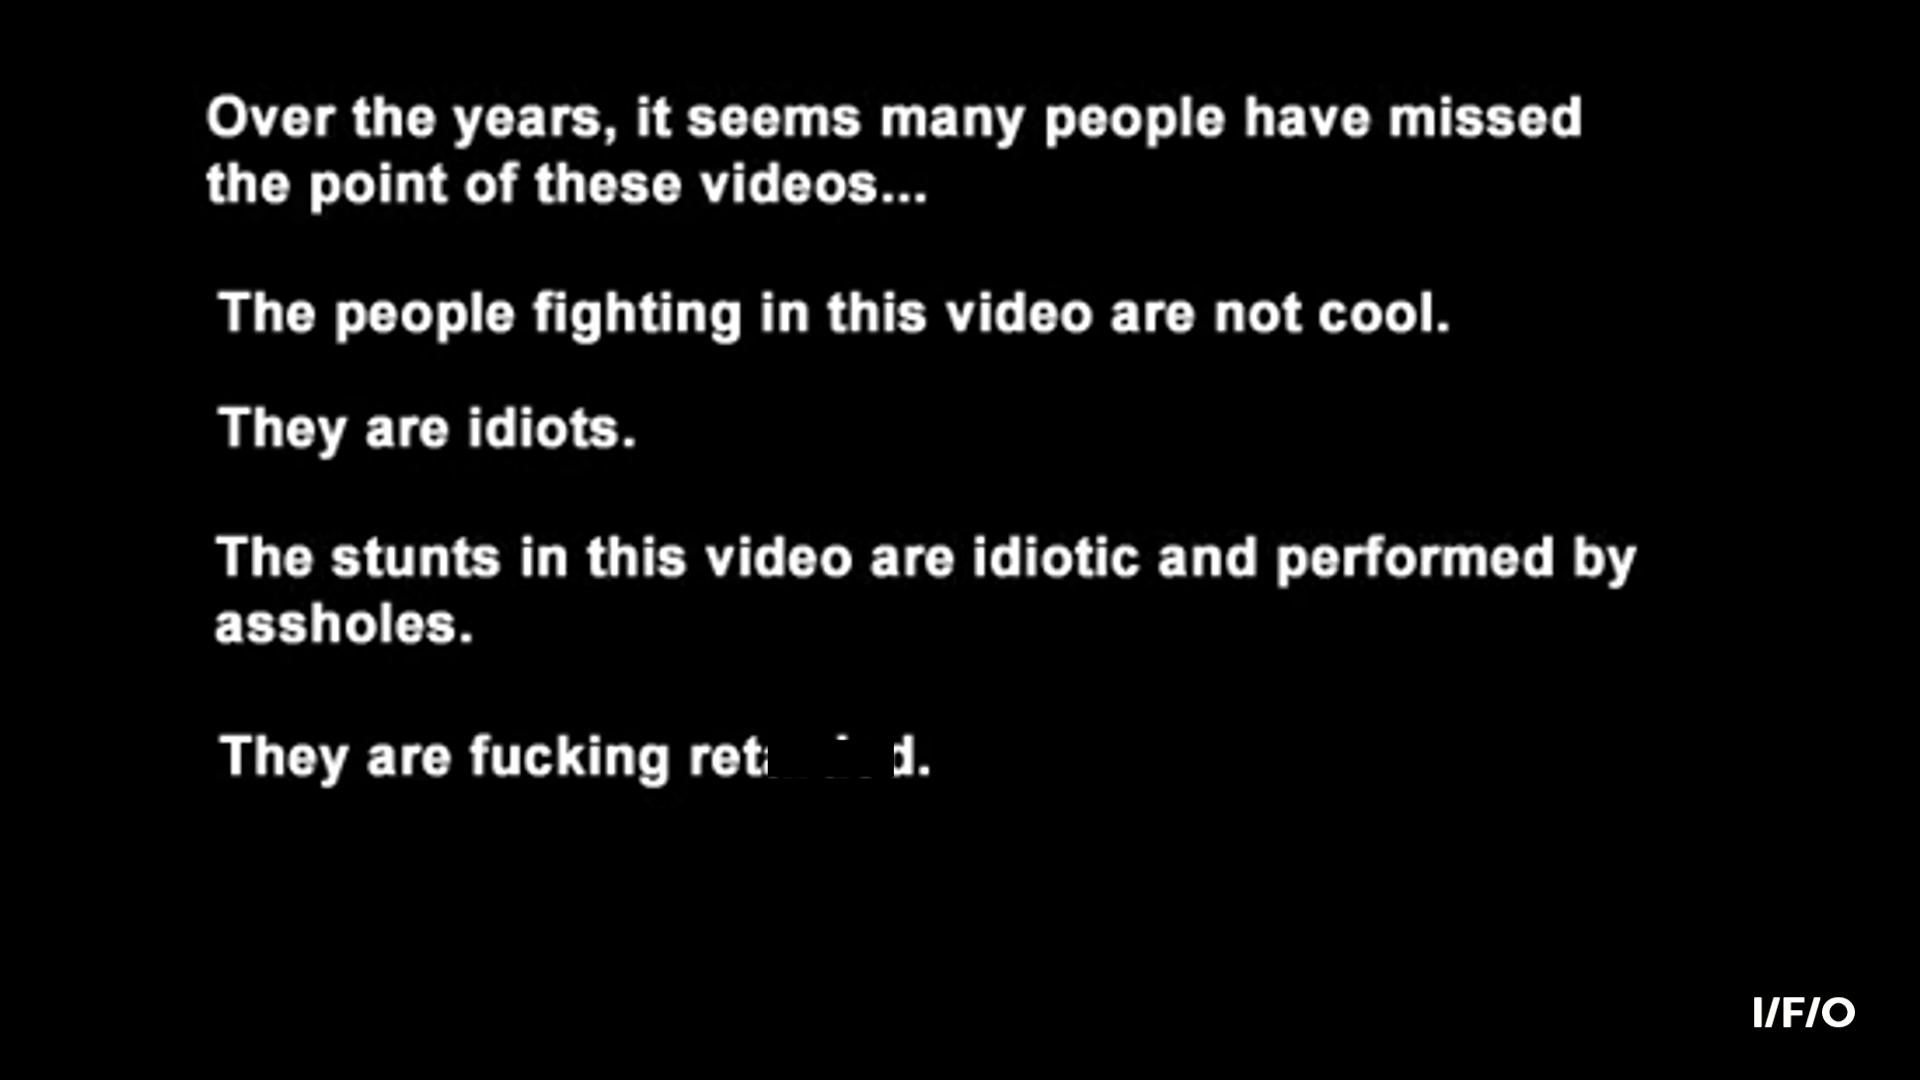 Over the years, it seems many people have missed
the point of these videos...
The people fighting in this video are not cool.
They are idiots.
The stunts in this video are idiotic and performed by
assholes.
They are fucking
I/F/O